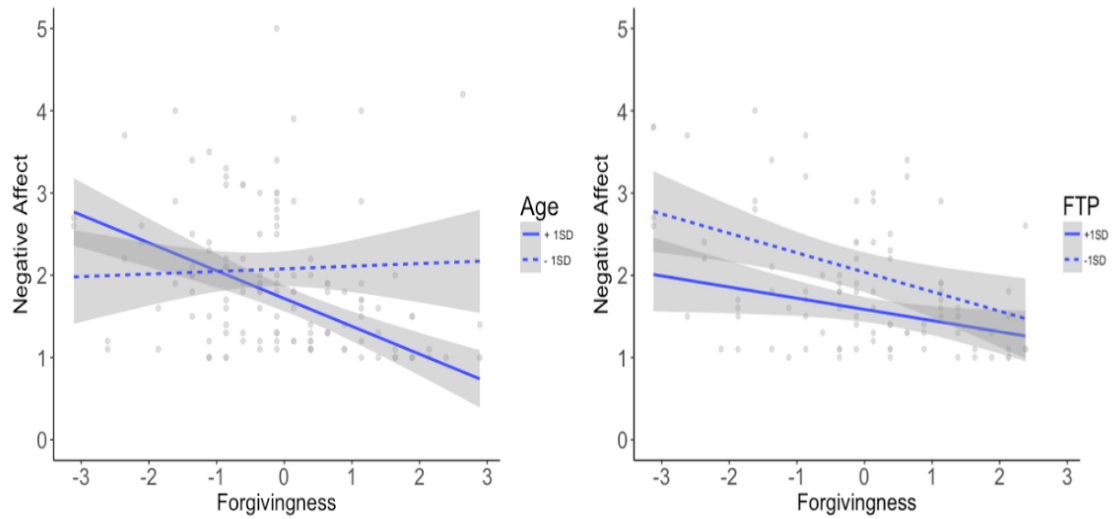 5
4
3
2
1
0
Negative Affect
-3 -2 -1 0 1 2 3
Forgivingness
Age
+ 1SD
- 1SD
5
4
3
2
1
0
Negative Affect
-3 -2 -1 0 1 2 3
Forgivingness
FTP
+1SD
-1SD